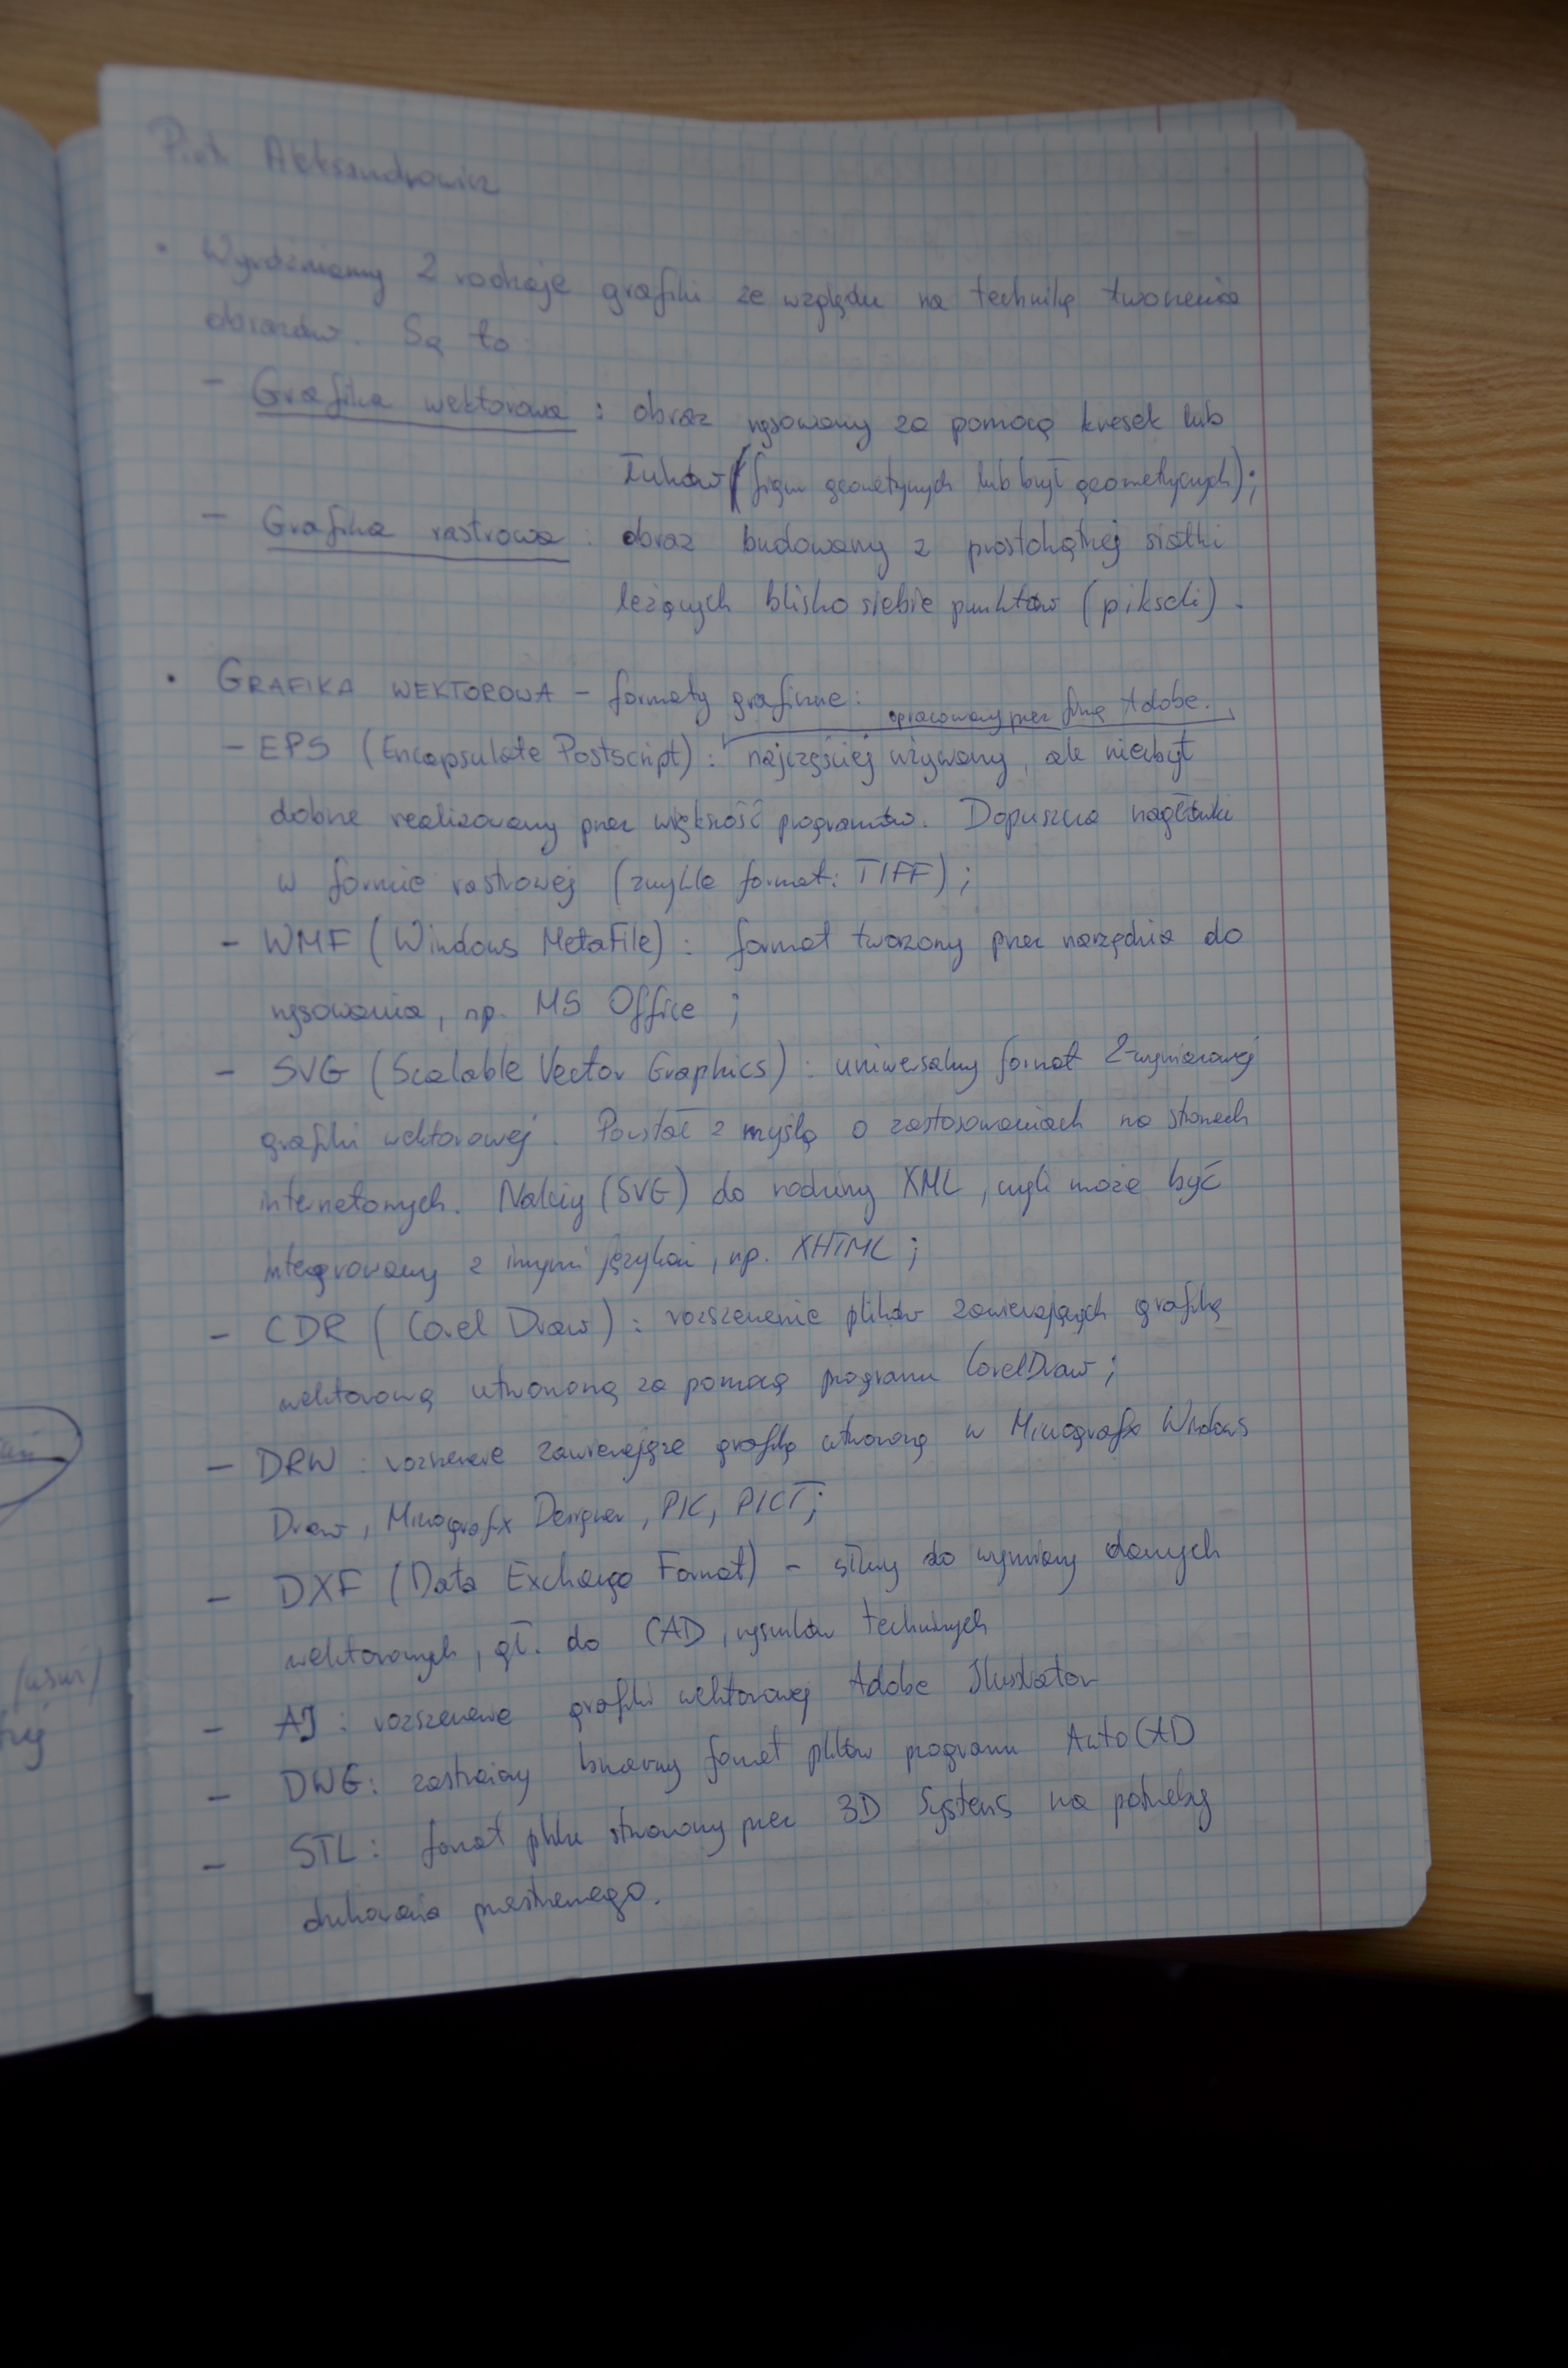 Piotr Aleksandrowicz
• Wyróżniamy 2 rodzaje grafiki ze względu na technikę tworzenia
obrazów. Są to:
- Grafika wektorowa : obraz rysowany za pomocą kresek lub
łuków (figur geometrycznych lub brył geometrycznych);
- Grafika rastrowa : obraz budowany z prostokątnej siatki
leżących blisko siebie punktów (pikseli).
• GRAFIKA WEKTOROWA - formaty graficzne:
opracowany przez firmę Adobe.
- EPS (Encapsulate Postscript) : najczęściej używany, ale niezbyt
dobrze realizowany przez większość programów. Dopuszcza nagłówki
w formie rastrowej (zwykle format: TIFF) ;
- WMF (Windows MetaFile) : format tworzony przez narzędzia do
rysowania, np. MS Office ;
- SVG (Scalable Vector Graphics) : uniwersalny format 2-wymiarowej
grafiki wektorowej. Powstał z myślą o zastosowaniach na stronach
internetowych. Należy (SVG) do rodziny XML, czyli może być
integrowany z innymi językami, np. XHTML ;
- CDR (Corel Draw) : rozszerzenie plików zawierających grafikę
wektorową utworzoną za pomocą programu CorelDraw ;
- DRW : rozszerzenie zawierające grafikę utworzoną w Micrografx Windows
Draw, Micrografx Designer, PIC, PICT;
- DXF (Data Exchange Format) - służy do wymiany danych
wektorowych, gł. do CAD, rysunków technicznych
- AI : rozszerzenie grafiki wektorowej Adobe Ilustrator
- DWG: zastrzeżony binarny format plików programu AutoCAD
- STL: format pliku stworzony przez 3D Systems na potrzeby
drukowania przestrzennego.